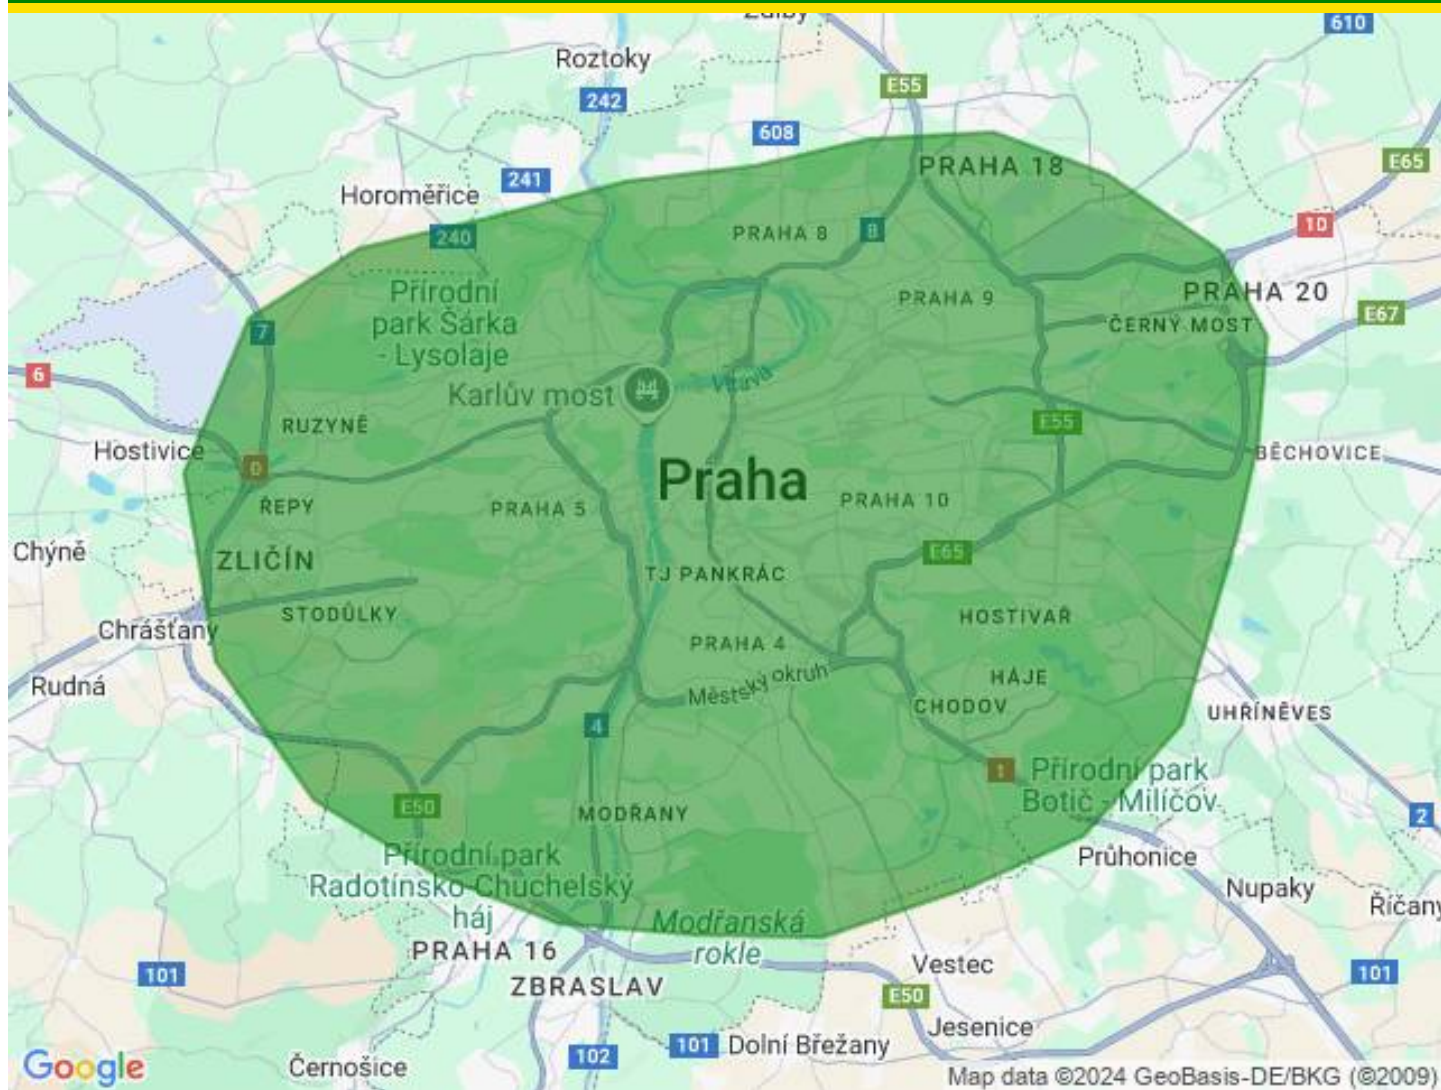 610
Roztoky
E55
242
608
E65
PRAHA 18
241
Horoměřice
10
PRAHA 8
8
240
Přírodní
park Šárka
- Lysolaje
PRAHA 20
PRAHA 9
E67
ČERNÝ MOST
7
6
Vltava
Karlův most
RUZYNĚ
E55
Hostivice
BĚCHOVICE
0
Praha
PRAHA 10
ŘEPY
PRAHA 5
Chýně
E65
ZLIČÍN
TJ PANKRÁC
STODŮLKY
HOSTIVAŘ
Chrášťany
PRAHA 4
Rudná
Městský okruh
HÁJE
CHODOV
UHŘÍNĚVES
4
1
Přírodní park
Botič - Milíčov
E50
MODŘANY
2
Přírodní park
Radotínsko-Chuchelský
háj
Průhonice
Nupaky
Říčany
Modřanská
rokle
PRAHA 16
Vestec
101
101
ZBRASLAV
E50
Jesenice
101
Dolní Břežany
102
Google
Černošice
Map data ©2024 GeoBasis-DE/BKG (©2009)